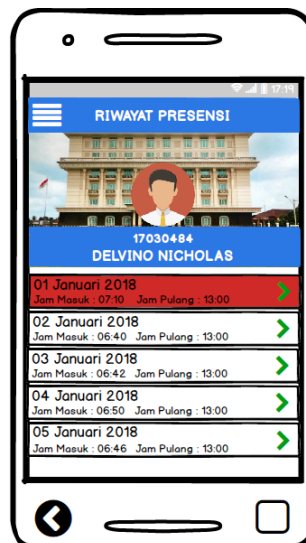 17:19
RIWAYAT PRESENSI
17030484
DELVINO NICHOLAS
01 Januari 2018
Jam Masuk : 07:10 Jam Pulang : 13:00
02 Januari 2018
Jam Masuk : 06:40 Jam Pulang : 13:00
03 Januari 2018
Jam Masuk : 06:42 Jam Pulang : 13:00
04 Januari 2018
Jam Masuk : 06:50 Jam Pulang : 13:00
05 Januari 2018
Jam Masuk : 06:46 Jam Pulang : 13:00